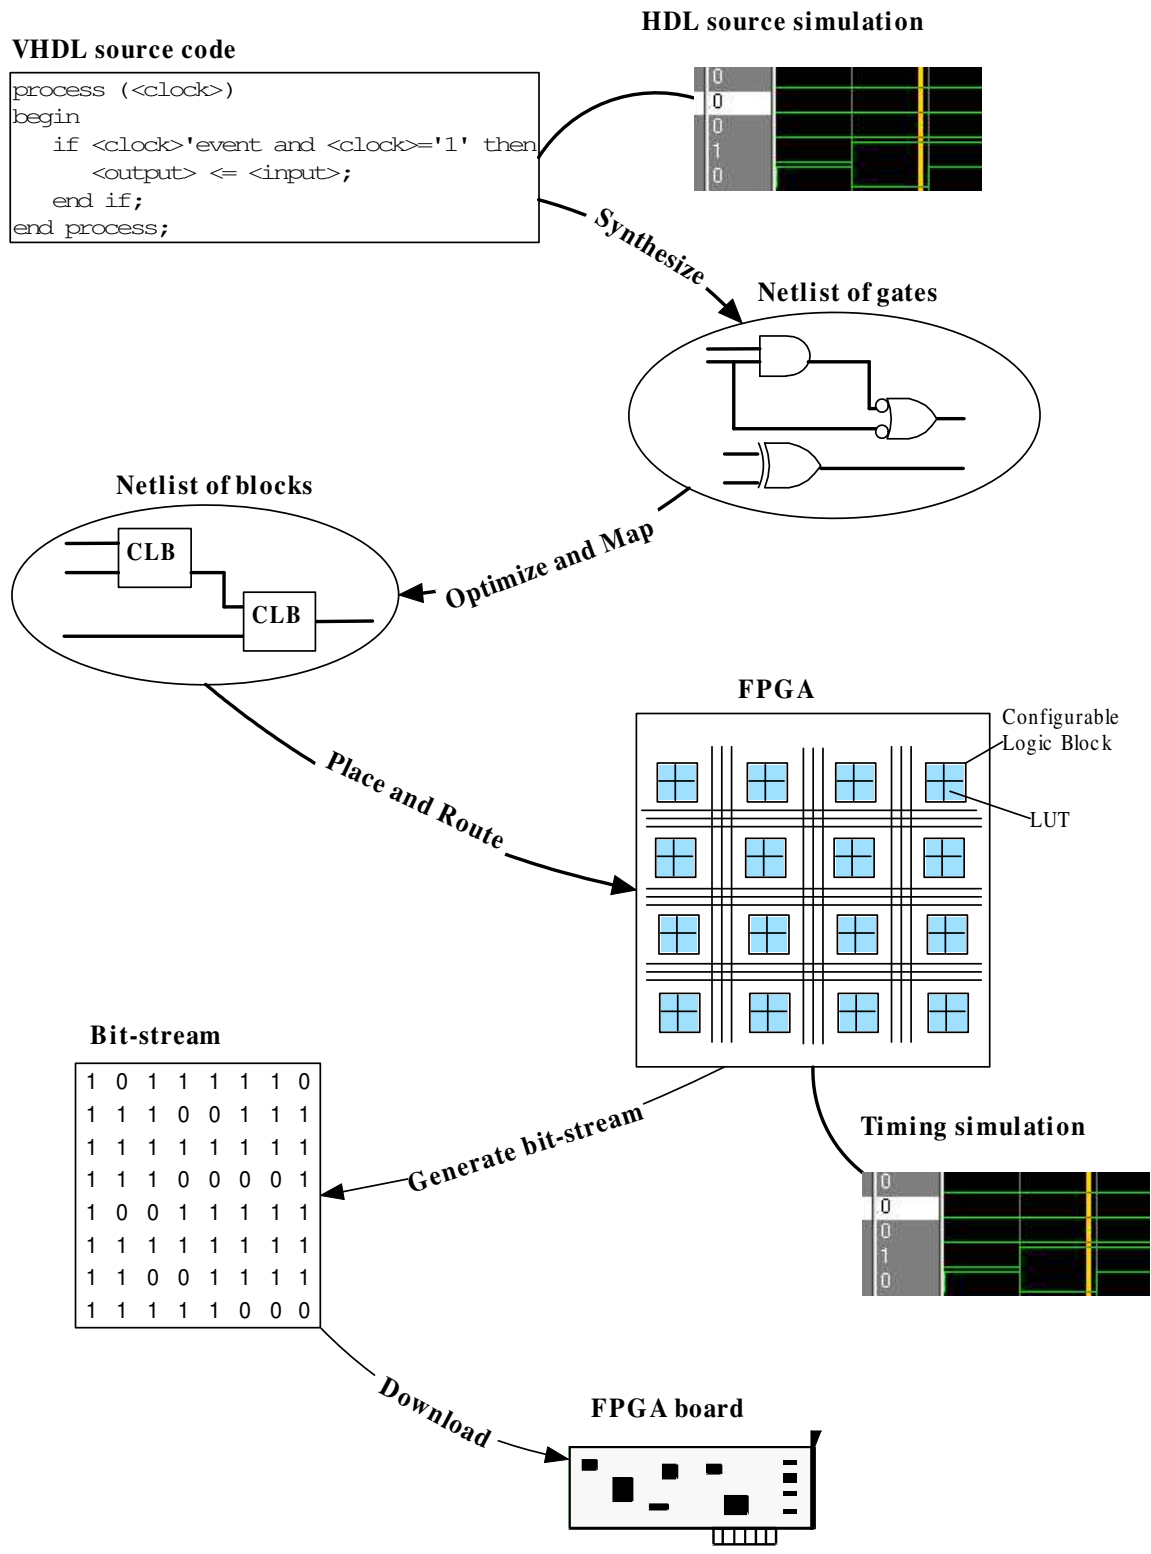 HDL source simulation
VHDL source code
process (<clock>)
begin
if <clock>'event and <clock>='1' then
<output> <= <input>;
end if;
end process;
0
0
0
1
0
Synthesize
Netlist of gates
Netlist of blocks
CLB
CLB
Optimize and Map
FPGA
Configurable
Logic Block
LUT
Place and Route
Bit-stream
1 0 1 1 1 1 1 0
1 1 1 0 0 1 1 1
1 1 1 1 1 1 1 1
1 1 1 0 0 0 0 1
1 0 0 1 1 1 1 1
1 1 1 1 1 1 1 1
1 1 0 0 1 1 1 1
1 1 1 1 1 0 0 0
Generate bit-stream
Timing simulation
0
0
0
1
0
Download
FPGA board